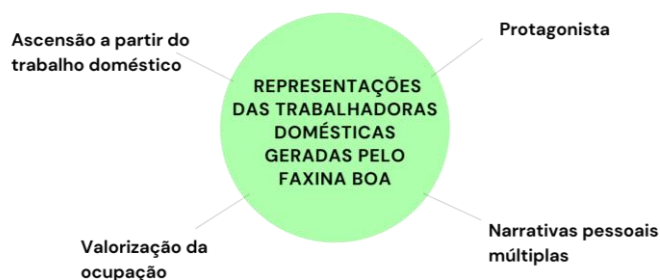 Ascensão a partir do
trabalho doméstico
Protagonista
REPRESENTAÇÕES
DAS TRABALHADORAS
DOMÉSTICAS
GERADAS PELO
FAXINA BOA
Valorização da
ocupação
Narrativas pessoais
múltiplas